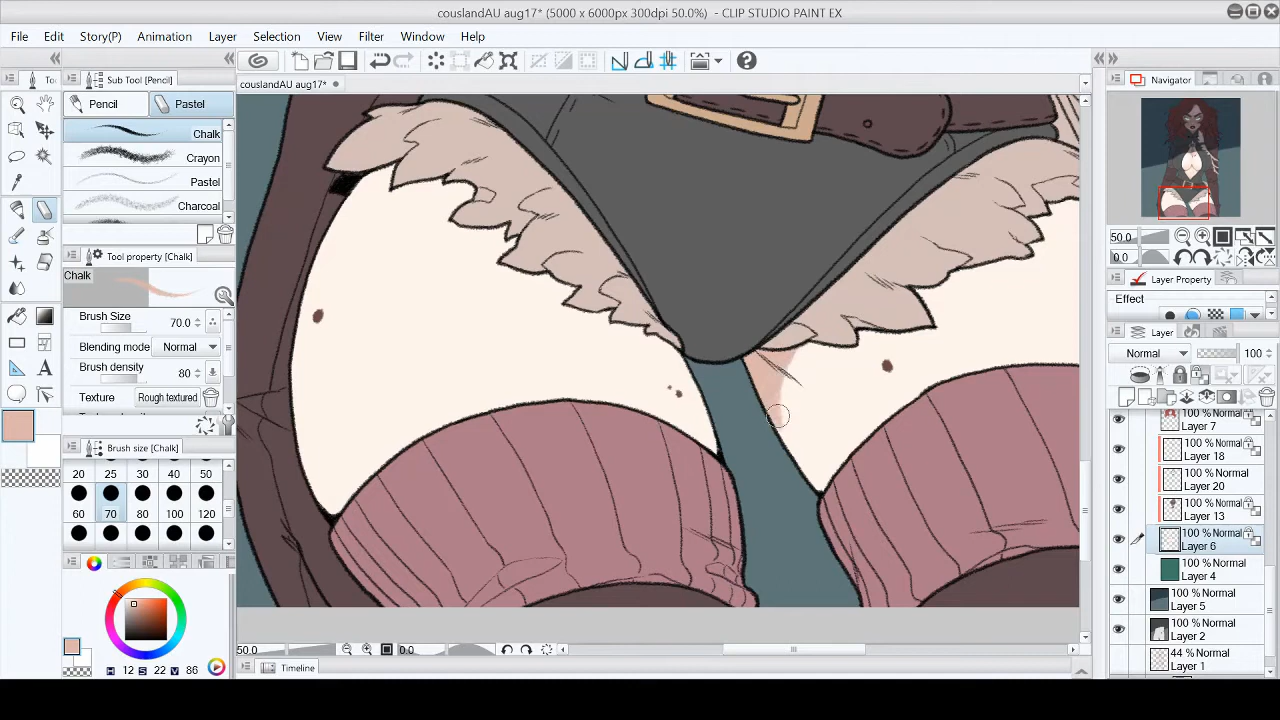 couslandAU aug17* (5000 x 6000px 300dpi 50.0%) - CLIP STUDIO PAINT EX
File Edit Story(P) Animation Layer Selection View Filter Window Help
Sub Tool [Pencil]
couslandAU aug17*
Navigator
Pencil Pastel
Chalk
Crayon
Pastel
Charcoal
Tool property [Chalk]
Chalk
Brush Size 70.0
Blending mode Normal
Brush density 80
Texture Rough textured
Brush size [Chalk]
20 25 30 40 50
60 70 80 100 120
H 12 S 22 V 86
50.0 0.0
Timeline
50.0
0.0
Layer Property
Effect
Layer
Normal 100
100 % Normal
Layer 7
100 % Normal
Layer 18
100 % Normal
Layer 20
100 % Normal
Layer 13
100 % Normal
Layer 6
100 % Normal
Layer 4
100 % Normal
Layer 5
100 % Normal
Layer 2
44 % Normal
Layer 1